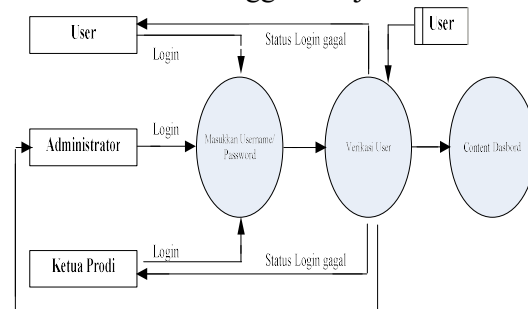 User
User
Status Login gagal
Login
Login
Administrator
Masukkan Username/
Password
Verikasi User
Content Dasbord
Login
Ketua Prodi
Status Login gagal